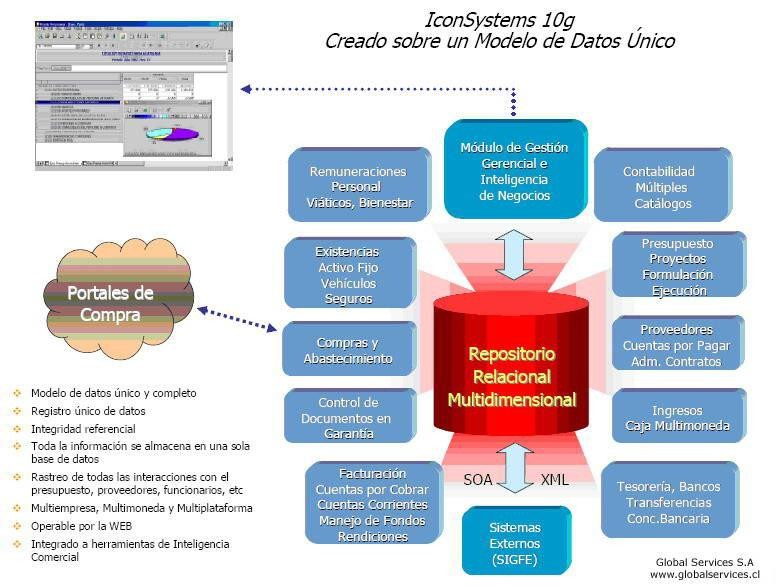 IconSystems 10g
Creado sobre un Modelo de Datos Único
Módulo de Gestión
Gerencial e
Inteligencia
de Negocios
Remuneraciones
Personal
Viáticos, Bienestar
Contabilidad
Múltiples
Catálogos
Existencias
Activo Fijo
Vehículos
Seguros
Presupuesto
Proyectos
Formulación
Ejecución
Portales de
Compra
Compras y
Abastecimiento
Repositorio
Relacional
Multidimensional
Proveedores
Cuentas por Pagar
Adm. Contratos
Control de
Documentos en
Garantía
Ingresos
Caja Multimoneda
Facturación
Cuentas por Cobrar
Cuentas Corrientes
Manejo de Fondos
Rendiciones
SOA
XML
Tesorería, Bancos
Transferencias
Conc.Bancaria
Sistemas
Externos
(SIGFE)
Modelo de datos único y completo
Registro único de datos
Integridad referencial
Toda la información se almacena en una sola
base de datos
Rastreo de todas las interacciones con el
presupuesto, proveedores, funcionarios, etc
Multiempresa, Multimoneda y Multiplataforma
Operable por la WEB
Integrado a herramientas de Inteligencia
Comercial
Global Services S.A
www.globalservices.cl